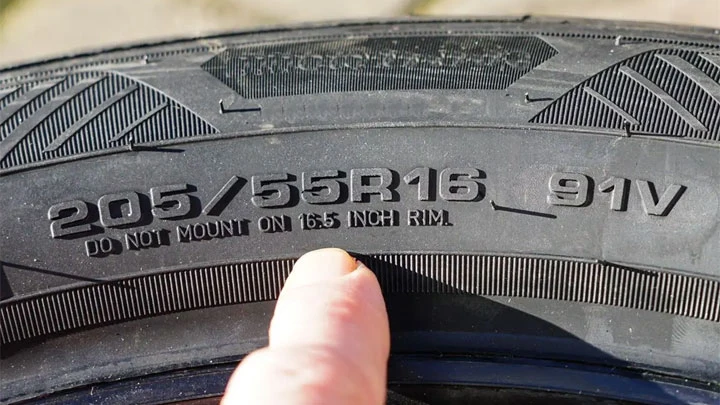 205/55R16 91V
DO NOT MOUNT ON 16.5 INCH RIM.